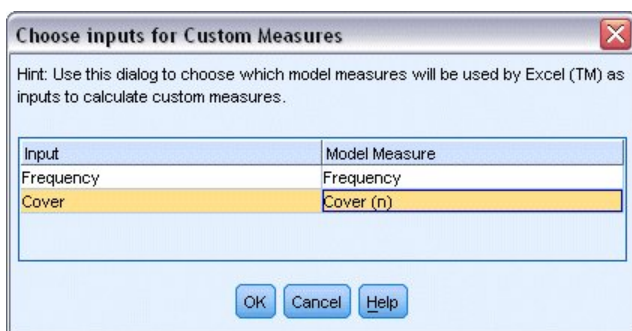 Choose inputs for Custom Measures
Hint: Use this dialog to choose which model measures will be used by Excel (TM) as
inputs to calculate custom measures.
Input Model Measure
Frequency Frequency
Cover Cover (n)
OK Cancel Help